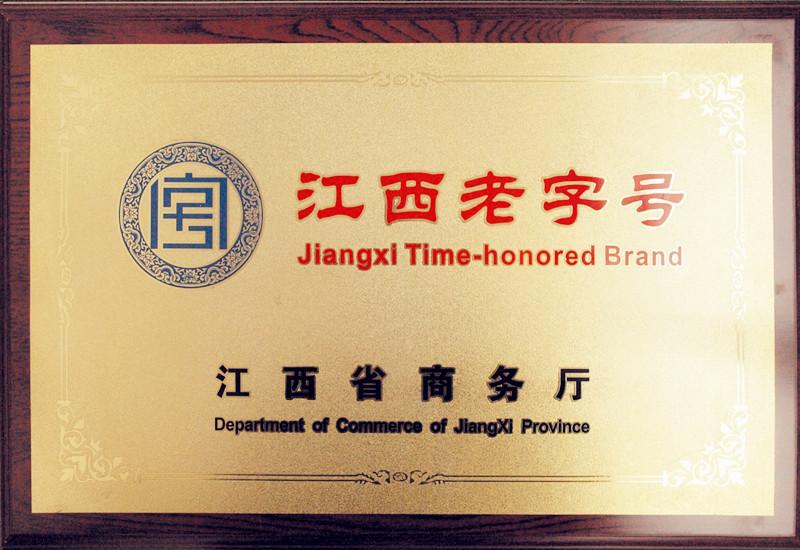 江西老字号
Jiangxi Time-honored Brand
江西省商务厅
Department of Commerce of JiangXi Province